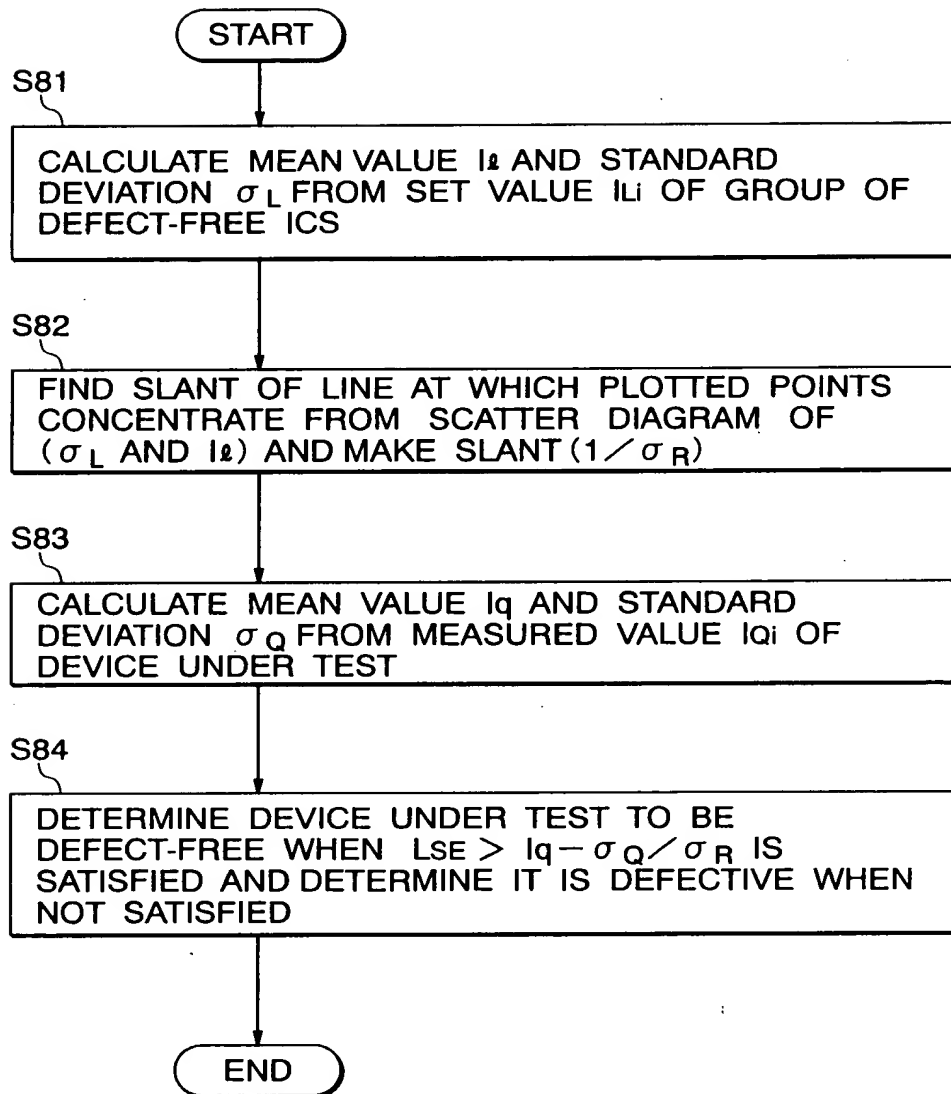 START
S81
CALCULATE MEAN VALUE Iℓ AND STANDARD
DEVIATION σL FROM SET VALUE ILi OF GROUP OF
DEFECT-FREE ICS
S82
FIND SLANT OF LINE AT WHICH PLOTTED POINTS
CONCENTRATE FROM SCATTER DIAGRAM OF
(σL AND Iℓ) AND MAKE SLANT (1/σR)
S83
CALCULATE MEAN VALUE Iq AND STANDARD
DEVIATION σQ FROM MEASURED VALUE IQi OF
DEVICE UNDER TEST
S84
DETERMINE DEVICE UNDER TEST TO BE
DEFECT-FREE WHEN LSE > Iq-σQ/σR IS
SATISFIED AND DETERMINE IT IS DEFECTIVE WHEN
NOT SATISFIED
END